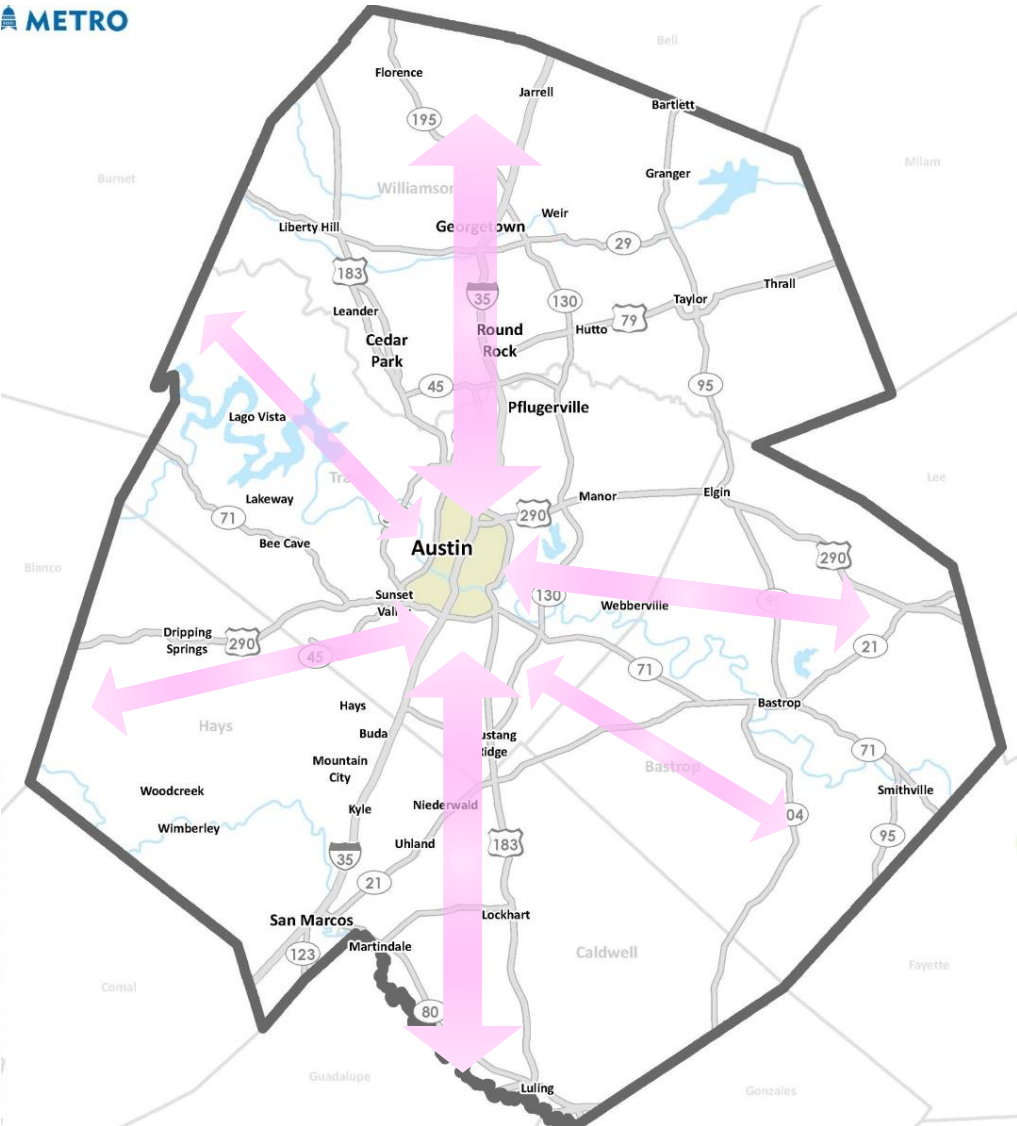 METRO
Bell
Florence
Jarrell
Bartlett
195
Milam
Burnet
Granger
Williamson
Weir
Georgetown
Liberty Hill
29
183
Thrall
35
130
Taylor
Leander
79
Round
Rock
Hutto
Cedar
Park
45
95
Pflugerville
Lago Vista
Lee
Elgin
Manor
Lakeway
71
290
Bee Cave
Austin
290
Blanco
Sunset
130
Webberville
Dripping
Springs
290
21
45
71
Bastrop
Hays
Hays
Buda
71
Mountain
City
Bastrop
Woodcreek
Smithville
Niederwald
Kyle
04
Wimberley
95
Uhland
183
35
21
San Marcos
Lockhart
Martindale
123
Caldwell
Fayette
Comal
80
Guadalupe
Luling
Gonzales